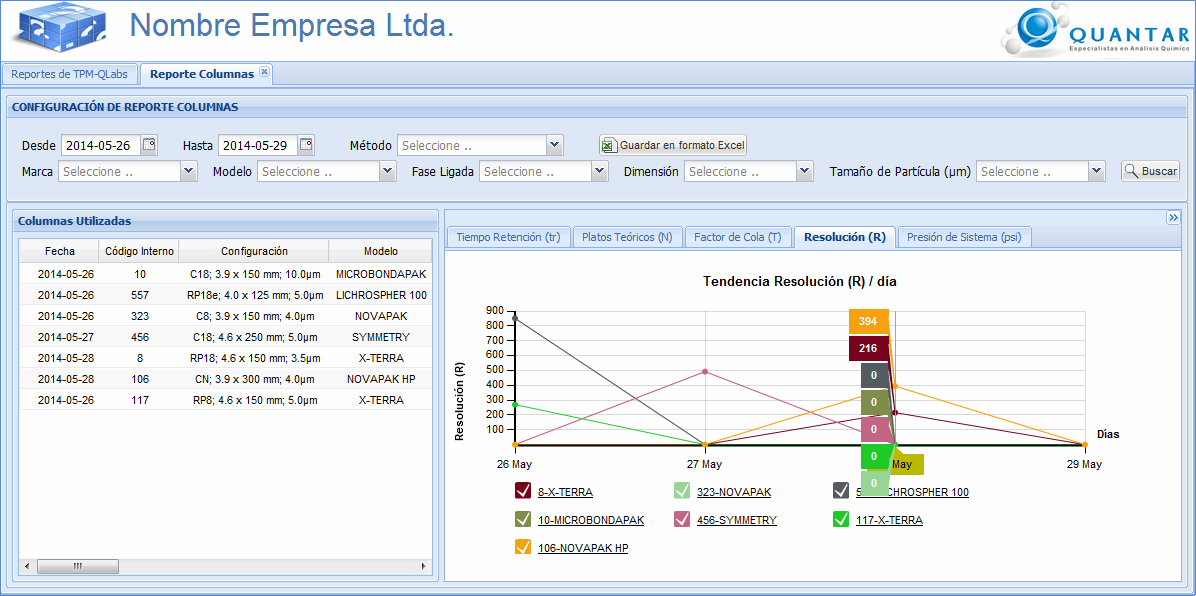 Nombre Empresa Ltda.
QUANTAR
Especialistas en Análisis Químico
Reportes de TPM-QLabs
Reporte Columnas
CONFIGURACIÓN DE REPORTE COLUMNAS
Desde 2014-05-26 Hasta 2014-05-29 Método Seleccione .. Guardar en formato Excel
Marca Seleccione .. Modelo Seleccione .. Fase Ligada Seleccione .. Dimensión Seleccione .. Tamaño de Partícula (µm) Seleccione .. Buscar
Columnas Utilizadas
Fecha Código Interno Configuración Modelo
2014-05-26 10 C18; 3.9 x 150 mm; 10.0µm MICROBONDAPAK
2014-05-26 557 RP18e; 4.0 x 125 mm; 5.0µm LICHROSPHER 100
2014-05-26 323 C8; 3.9 x 150 mm; 4.0µm NOVAPAK
2014-05-27 456 C18; 4.6 x 250 mm; 5.0µm SYMMETRY
2014-05-28 8 RP18; 4.6 x 150 mm; 3.5µm X-TERRA
2014-05-28 106 CN; 3.9 x 300 mm; 4.0µm NOVAPAK HP
2014-05-26 117 RP8; 4.6 x 150 mm; 5.0µm X-TERRA
Tiempo Retención (tr) Platos Teóricos (N) Factor de Cola (T) Resolución (R) Presión de Sistema (psi)
Tendencia Resolución (R) / día
Resolución (R)
900
800
700
600
500
400
300
200
100
394
216
0
0
0
0
0
Días
26 May 27 May May 29 May
8-X-TERRA 323-NOVAPAK 5 CHROSPHER 100
10-MICROBONDAPAK 456-SYMMETRY 117-X-TERRA
106-NOVAPAK HP